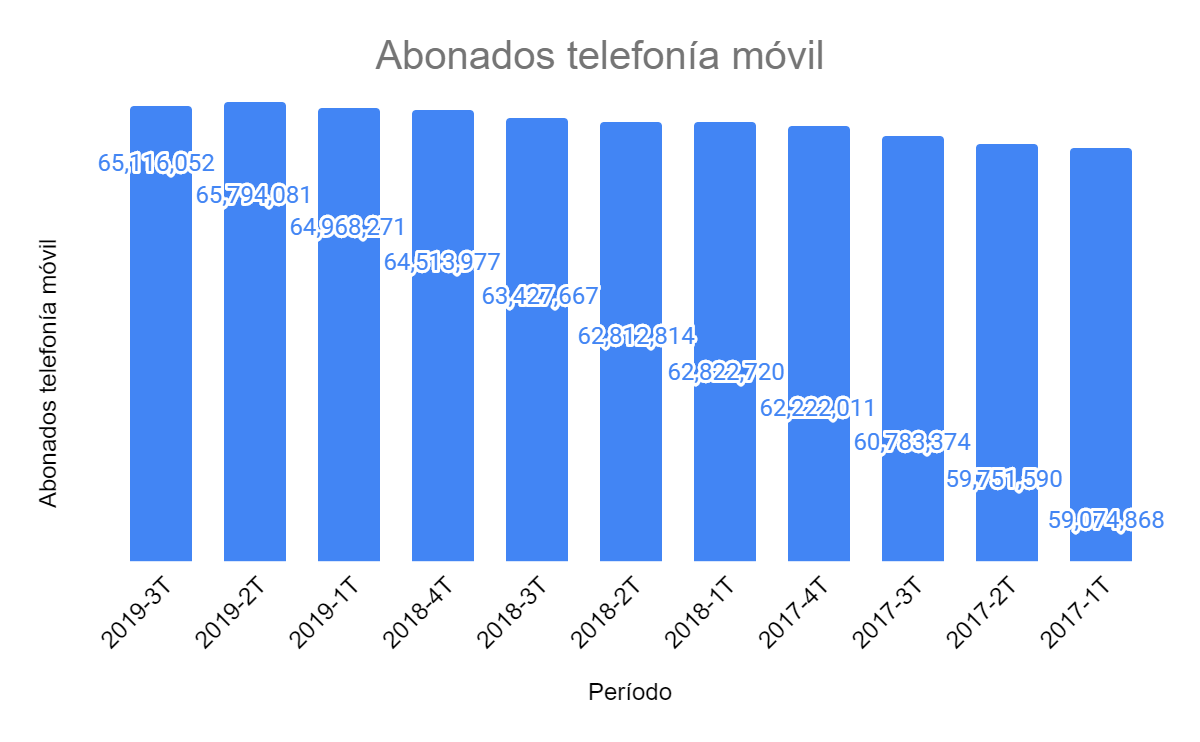 Abonados telefonía móvil
Abonados telefonía móvil
65,116,052
65,794,081
64,968,271
64,513,977
63,427,667
62,812,814
62,822,720
62,222,011
60,783,374
59,751,590
59,074,868
2019-3T
2019-2T
2019-1T
2018-4T
2018-3T
2018-2T
2018-1T
2017-4T
2017-3T
2017-2T
2017-1T
Período